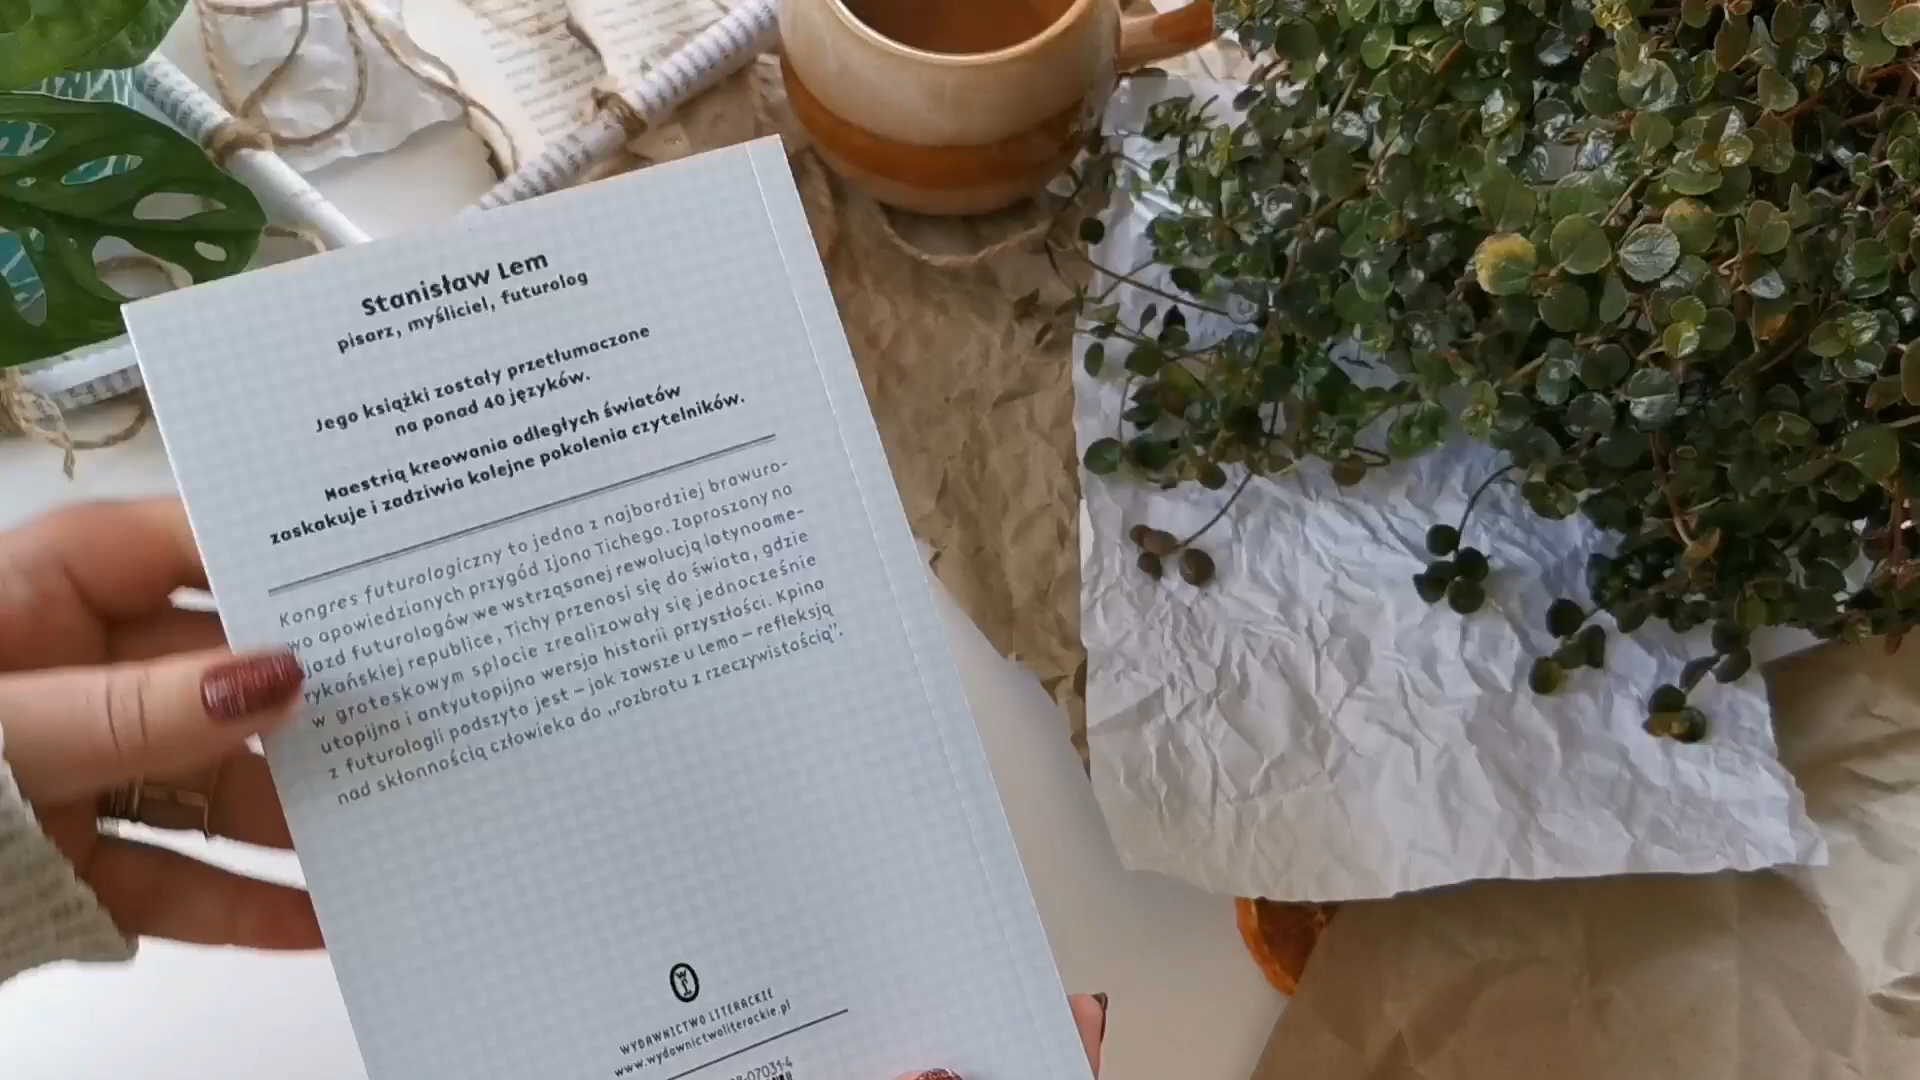 Stanisław Lem
pisarz, myśliciel, futurolog
Jego książki zostały przetłumaczone
na ponad 40 języków.
Maestrią kreowania odległych światów
zaskakuje i zadziwia kolejne pokolenia czytelników.
Kongres futurologiczny to jedna z najbardziej brawuro-
wo opowiedzianych przygód Ijona Tichego. Zaproszony na
zjazd futurologów we wstrząsanej rewolucją latynoame-
rykańskiej republice, Tichy przenosi się do świata, gdzie
w groteskowym splocie zrealizowały się jednocześnie
utopijna i antyutopijna wersja historii przyszłości. Kpina
z futurologii podszyta jest – jak zawsze u Lema – refleksją
nad skłonnością człowieka do „rozbratu z rzeczywistością".
WYDAWNICTWO LITERACKIE
www.wydawnictwoliterackie.pl
07031-4